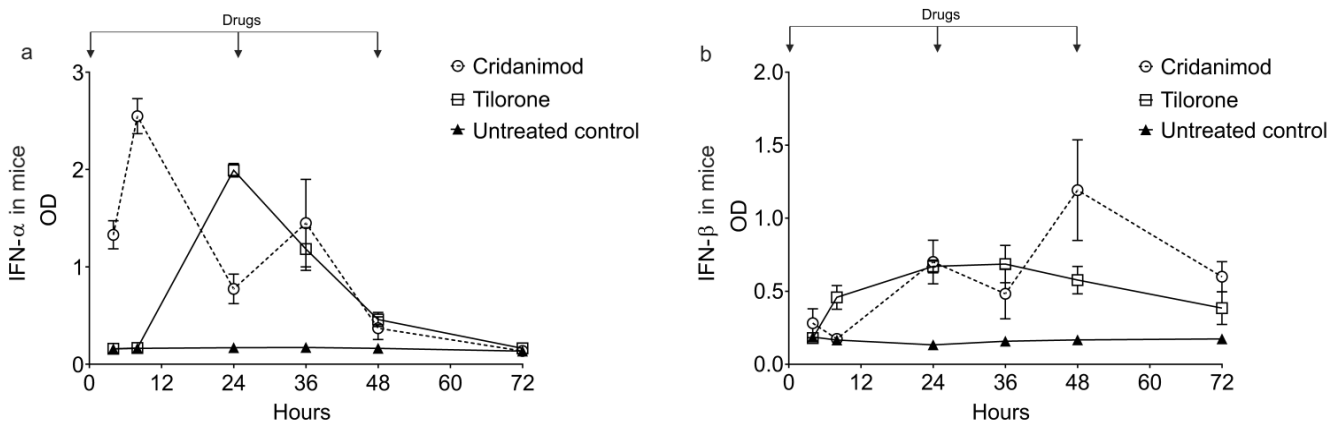 Drugs
a
3
2
1
0
IFN-α in mice
OD
Cridanimod
Tilorone
Untreated control
0 12 24 36 48 60 72
Hours
Drugs
b
2.0
1.5
1.0
0.5
0.0
IFN-β in mice
OD
Cridanimod
Tilorone
Untreated control
0 12 24 36 48 60 72
Hours